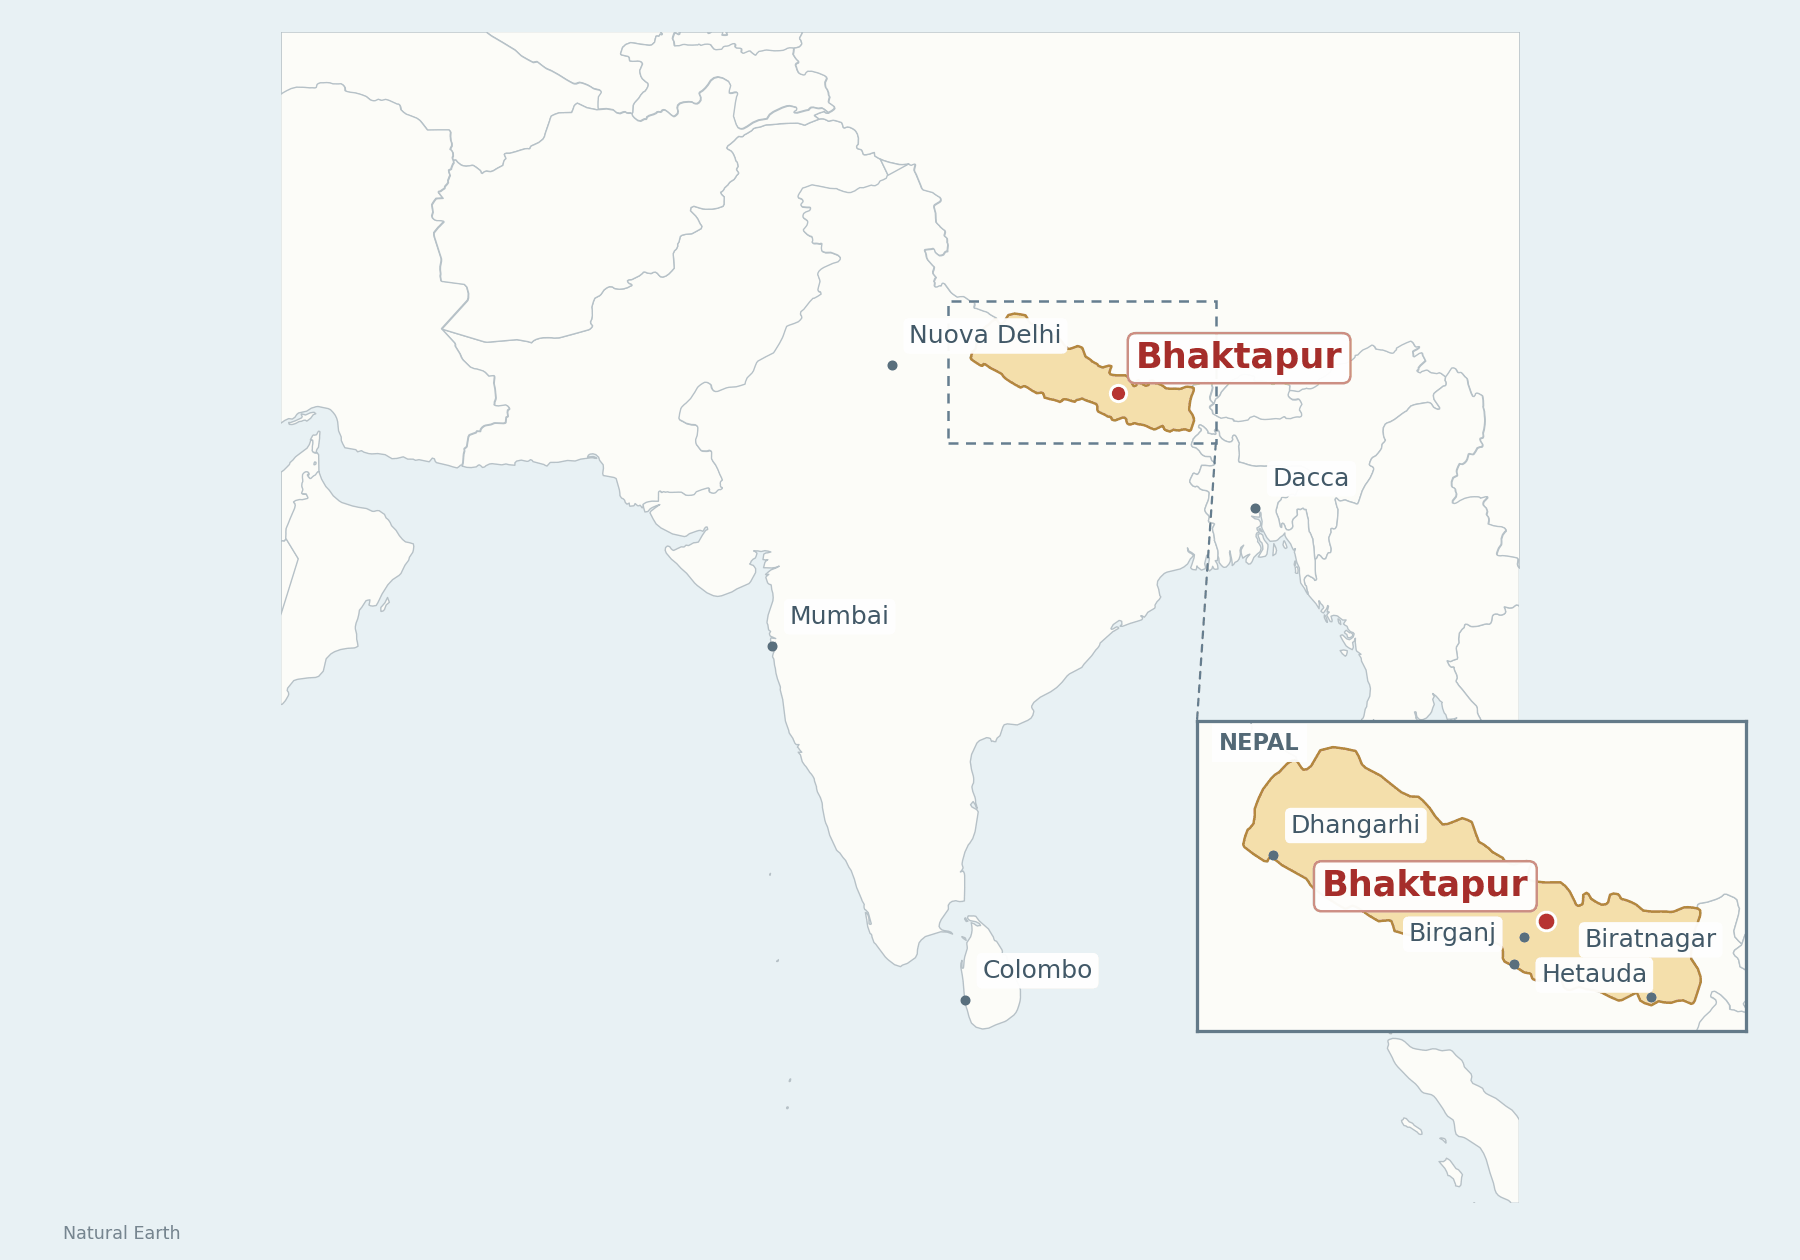 Nuova Delhi
Bhaktapur
Dacca
Mumbai
Colombo
NEPAL
Dhangarhi
Bhaktapur
Birganj
Biratnagar
Hetauda
Natural Earth